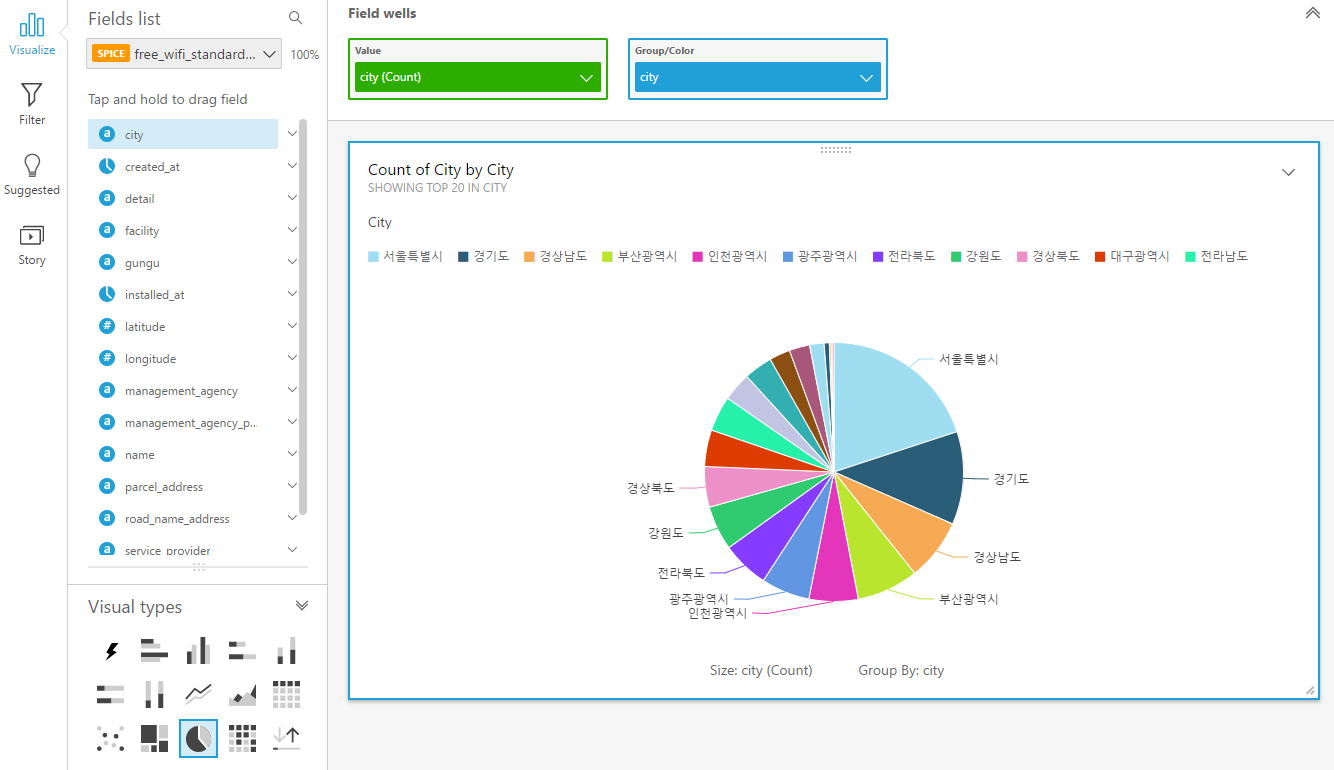 Visualize
Filter
Suggested
Story
Fields list
SPICE free_wifi_standard... 100%
Tap and hold to drag field
a city
created_at
a detail
a facility
a gungu
installed_at
# latitude
# longitude
a management_agency
a management_agency_p...
a name
a parcel_address
a road_name_address
a service_provider
Visual types
Field wells
Value
city (Count)
Group/Color
city
Count of City by City
SHOWING TOP 20 IN CITY
City
서울특별시 경기도 경상남도 부산광역시 인천광역시 광주광역시 전라북도 강원도 경상북도 대구광역시 전라남도
서울특별시
경기도
경상북도
강원도
경상남도
전라북도
광주광역시
부산광역시
인천광역시
Size: city (Count) Group By: city